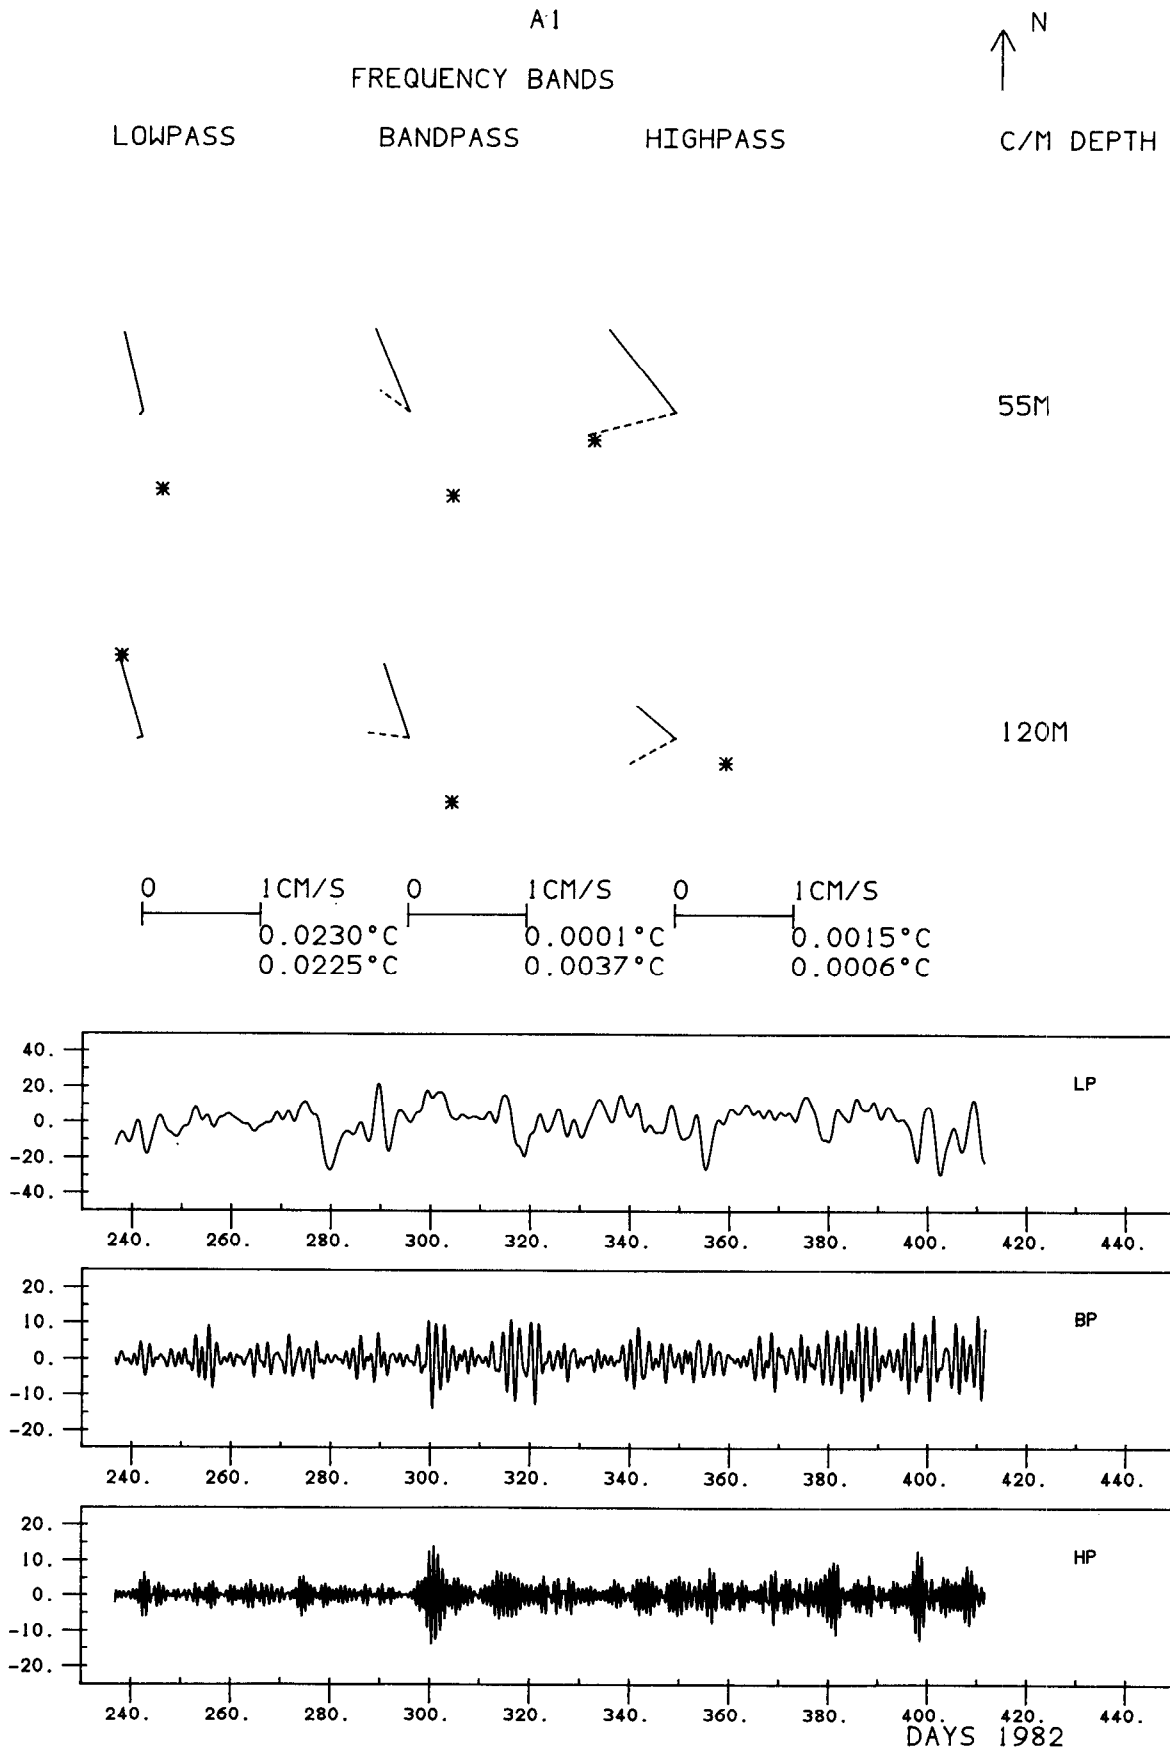 A1
N
FREQUENCY BANDS
LOWPASS BANDPASS HIGHPASS C/M DEPTH
55M
120M
0 1CM/S 0 1CM/S 0 1CM/S
0.0230°C 0.0001°C 0.0015°C
0.0225°C 0.0037°C 0.0006°C
40.
20.
0.
-20.
-40.
LP
240. 260. 280. 300. 320. 340. 360. 380. 400. 420. 440.
20.
10.
0.
-10.
-20.
BP
240. 260. 280. 300. 320. 340. 360. 380. 400. 420. 440.
20.
10.
0.
-10.
-20.
HP
240. 260. 280. 300. 320. 340. 360. 380. 400. 420. 440.
DAYS 1982